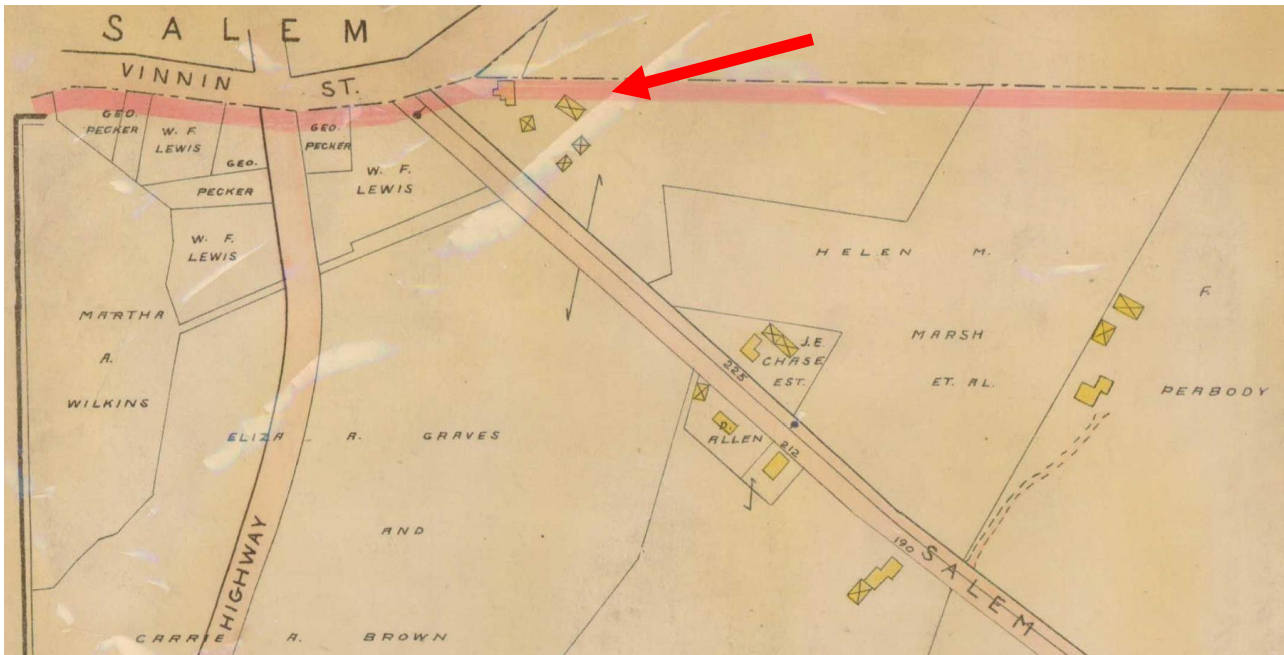 SALEM
VINNIN ST.
GEO.
PECKER
W. F.
LEWIS
GEO.
PECKER
GEO.
PECKER
W. F.
LEWIS
W. F.
LEWIS
MARTHA
A.
WILKINS
HELEN M.
MARSH
ET. AL.
F.
PEABODY
J. E.
CHASE
EST.
225
D.
ALLEN
212
ELIZA A. GRAVES
AND
CARRIE A. BROWN
HIGHWAY
190
SALEM